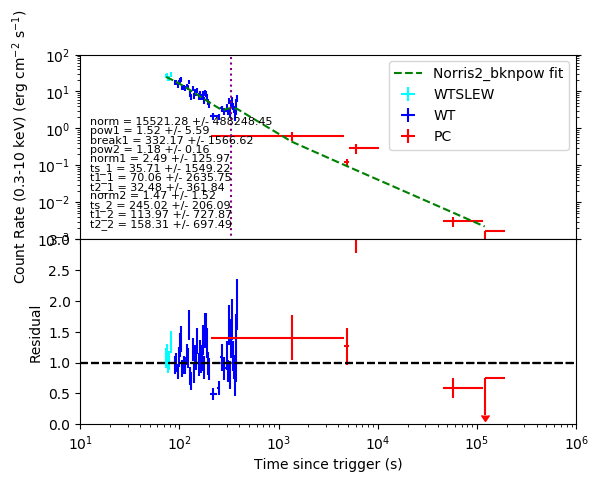 Count Rate (0.3-10 keV) (erg cm⁻² s⁻¹)
10²
10¹
10⁰
10⁻¹
10⁻²
10⁻³
Norris2_bknpow fit
WTSLEW
WT
PC
norm = 15521.28 +/- 488248.45
pow1 = 1.52 +/- 5.59
break1 = 332.17 +/- 1566.62
pow2 = 1.18 +/- 0.16
norm1 = 2.49 +/- 125.97
ts_1 = 35.71 +/- 1549.22
t1_1 = 70.06 +/- 2635.75
t2_1 = 32.48 +/- 361.84
norm2 = 1.47 +/- 1.52
ts_2 = 245.02 +/- 206.09
t1_2 = 113.97 +/- 727.87
t2_2 = 158.31 +/- 697.49
Residual
3.0
2.5
2.0
1.5
1.0
0.5
0.0
10¹ 10² 10³ 10⁴ 10⁵ 10⁶
Time since trigger (s)